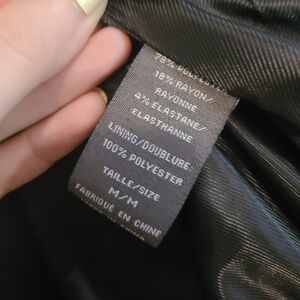 78% POLYESTER
18% RAYON/
RAYONNE
4% ELASTANE/
ELASTHANNE
LINING/DOUBLURE:
100% POLYESTER
TAILLE/SIZE
M/M
FABRIQUÉ EN CHINE